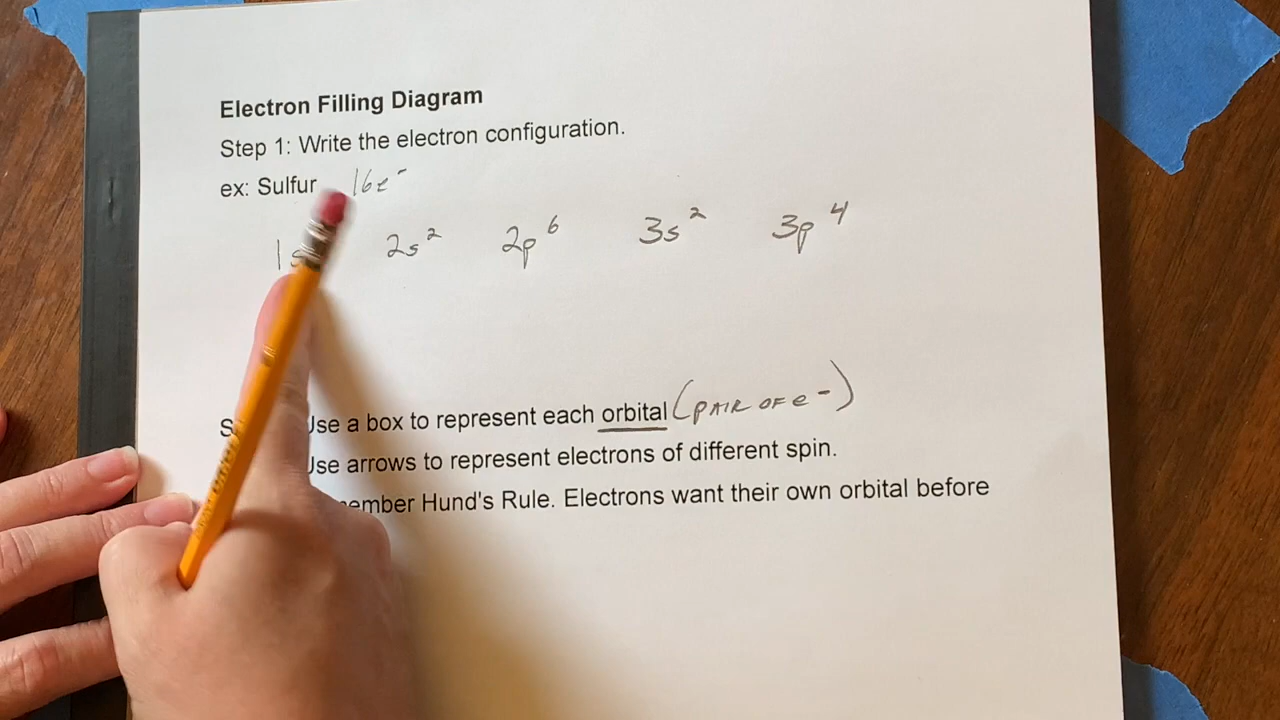 Electron Filling Diagram
Step 1: Write the electron configuration.
ex: Sulfur 16e⁻
2s² 2p⁶ 3s² 3p⁴
a box to represent each orbital (PAIR OF e-)
arrows to represent electrons of different spin.
Hund's Rule. Electrons want their own orbital before